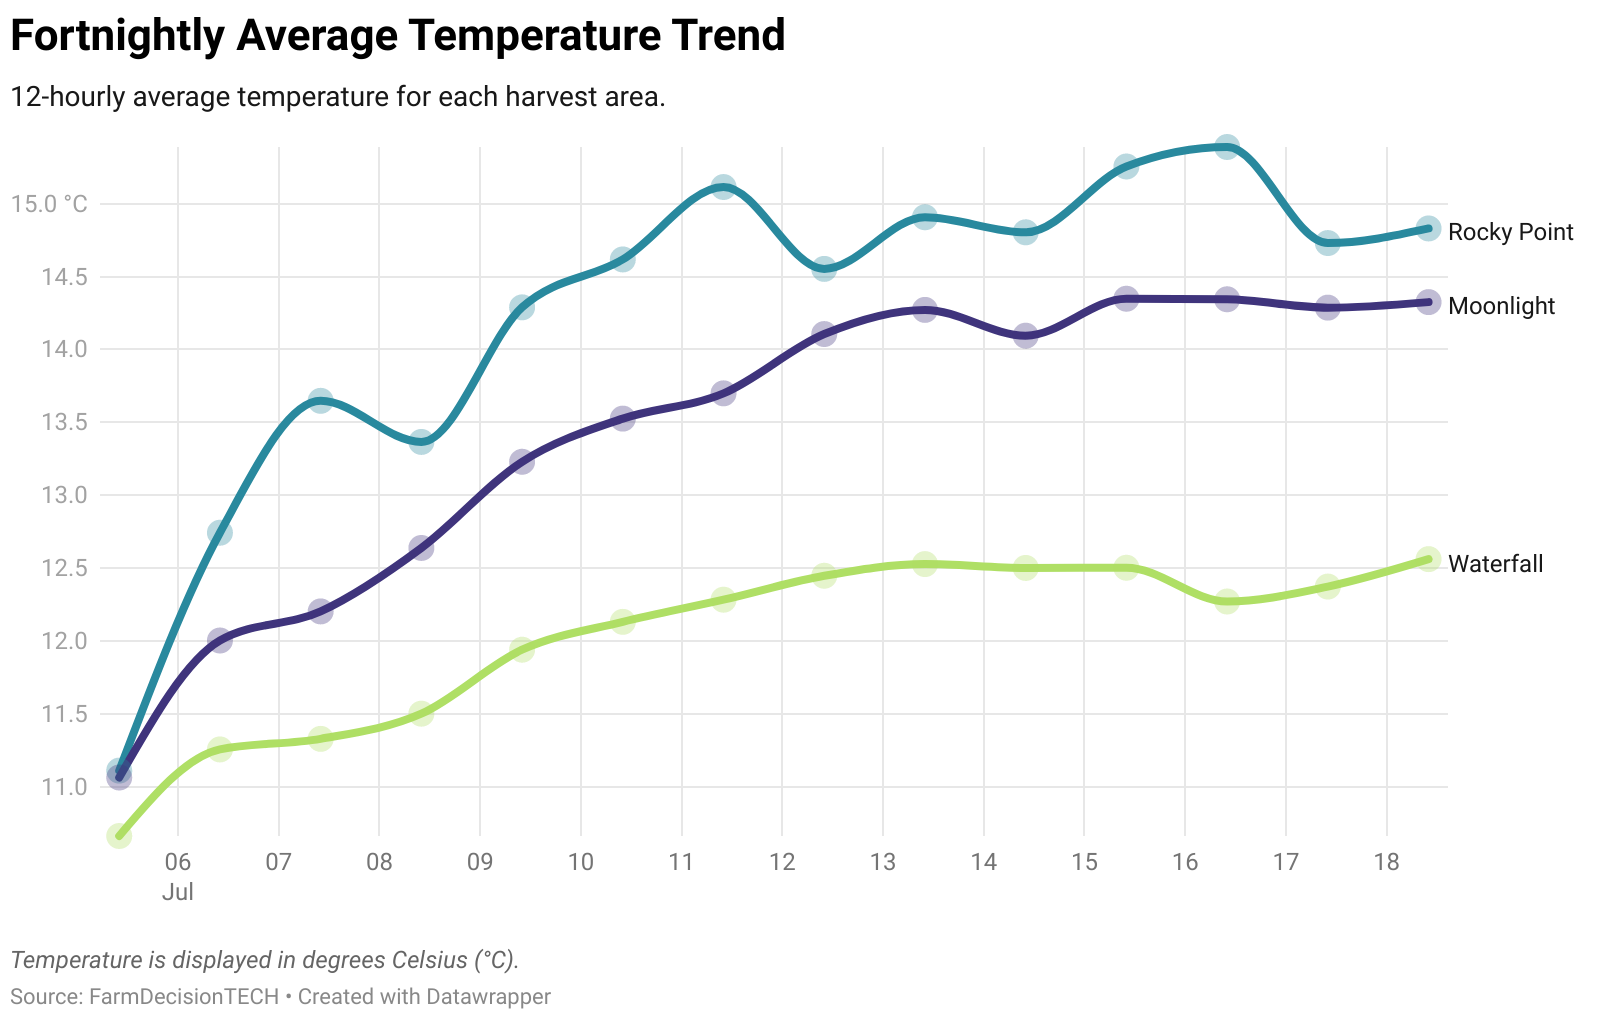 Fortnightly Average Temperature Trend
12-hourly average temperature for each harvest area.
15.0 °C
14.5
14.0
13.5
13.0
12.5
12.0
11.5
11.0
Rocky Point
Moonlight
Waterfall
06 07 08 09 10 11 12 13 14 15 16 17 18
Jul
Temperature is displayed in degrees Celsius (°C).
Source: FarmDecisionTECH • Created with Datawrapper